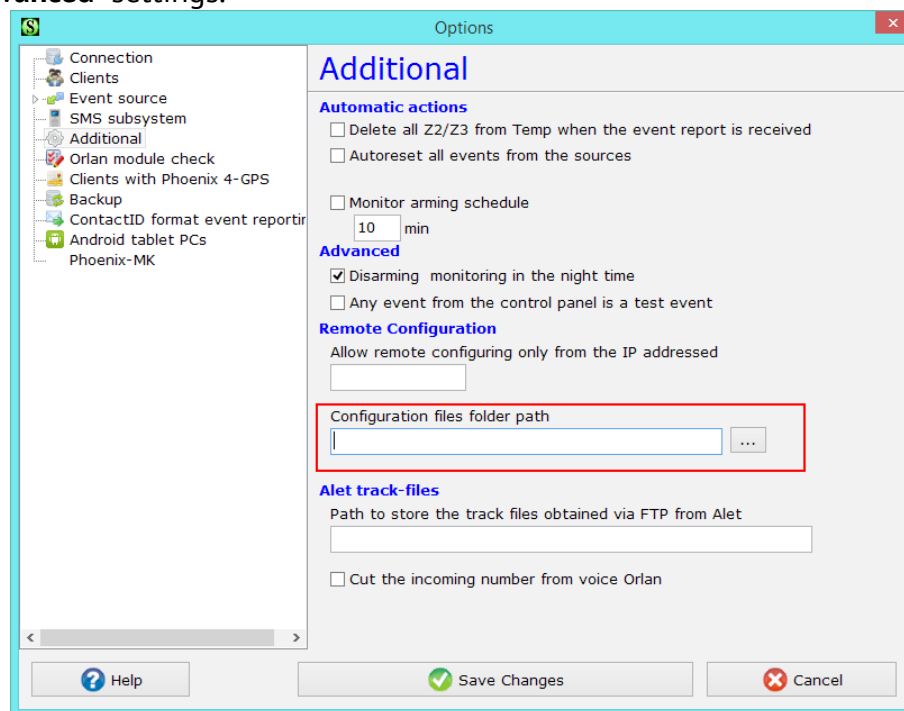 settings.
Options
Connection
Clients
Event source
SMS subsystem
Additional
Orlan module check
Clients with Phoenix 4-GPS
Backup
ContactID format event reportin
Android tablet PCs
Phoenix-MK
Additional
Automatic actions
Delete all Z2/Z3 from Temp when the event report is received
Autoreset all events from the sources
Monitor arming schedule
10 min
Advanced
Disarming monitoring in the night time
Any event from the control panel is a test event
Remote Configuration
Allow remote configuring only from the IP addressed
Configuration files folder path
...
Alet track-files
Path to store the track files obtained via FTP from Alet
Cut the incoming number from voice Orlan
Help
Save Changes
Cancel